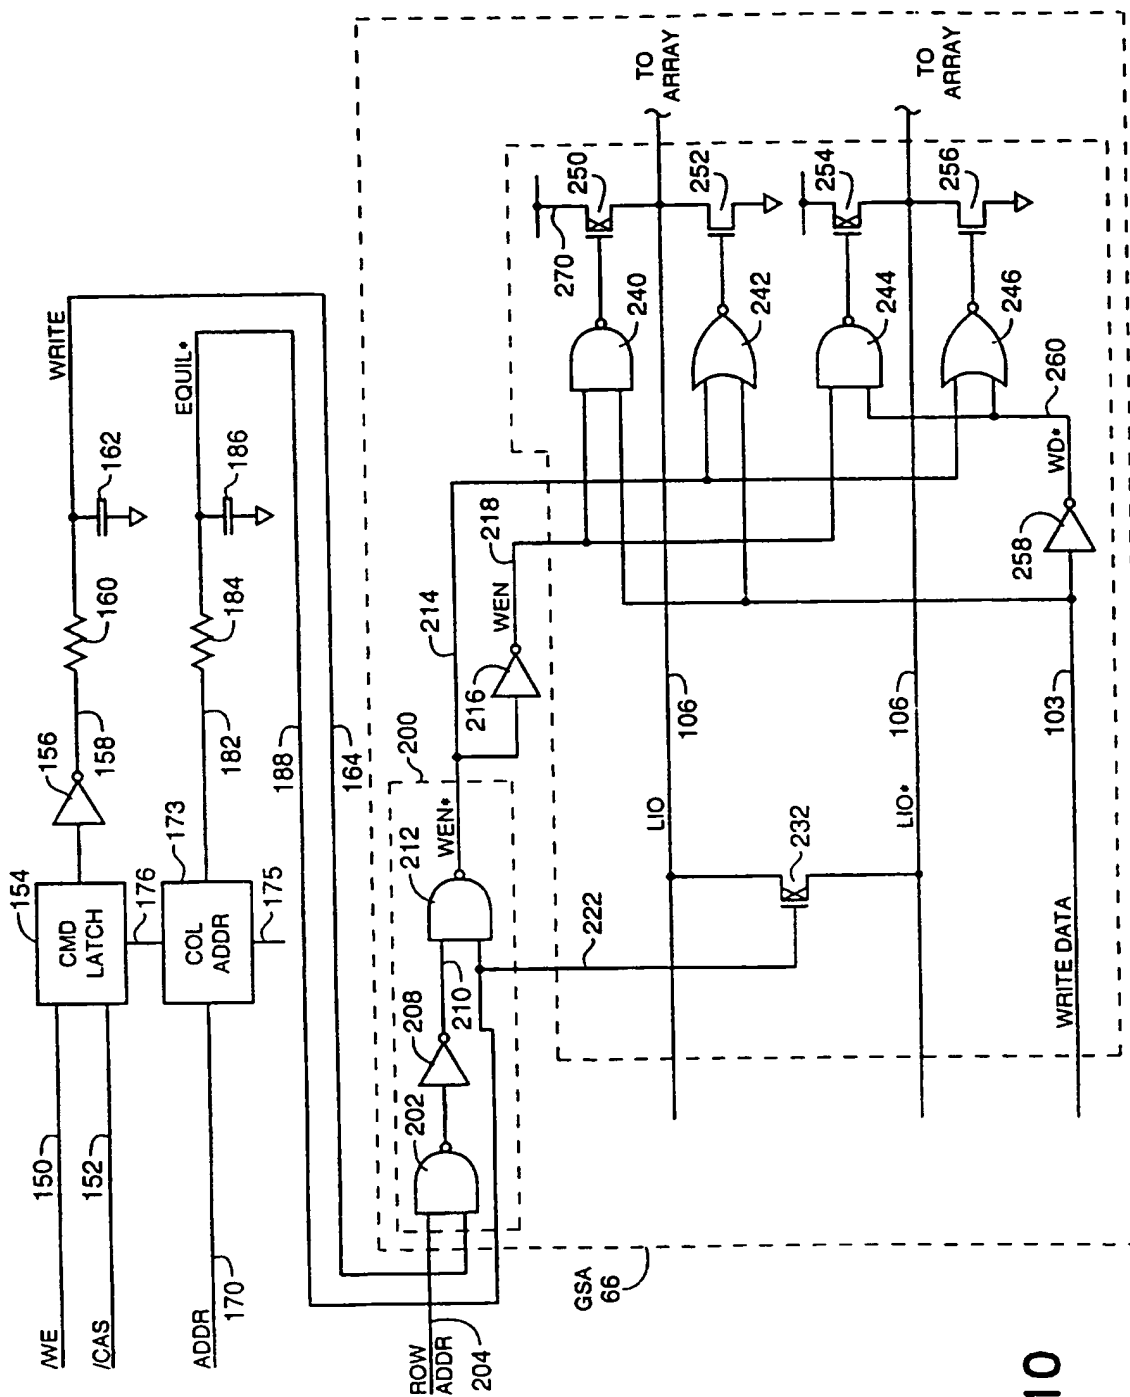 /WE
150
/CAS
152
154
CMD
LATCH
176
156
158
160
162
WRITE
ADDR
170
173
COL
ADDR
175
182
184
186
EQUIL*
188
164
ROW
ADDR
204
200
202
208
210
212
WEN*
214
216
WEN
218
222
GSA
66
LIO
106
232
LIO*
106
WRITE DATA
103
258
WD*
260
240
242
244
246
270
250
252
254
256
TO
ARRAY
TO
ARRAY
10